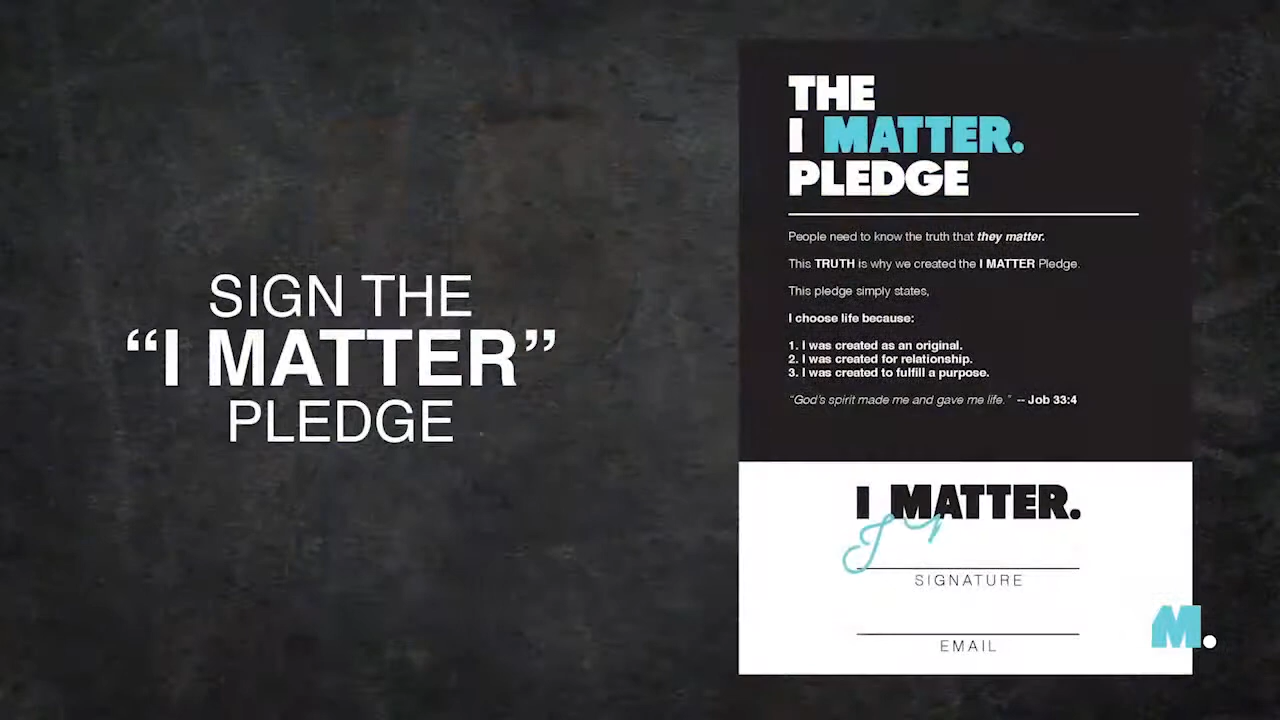 SIGN THE
“I MATTER”
PLEDGE
THE
I MATTER.
PLEDGE
People need to know the truth that they matter.
This TRUTH is why we created the I MATTER Pledge.
This pledge simply states,
I choose life because:
1. I was created as an original.
2. I was created for relationship.
3. I was created to fulfill a purpose.
“God’s spirit made me and gave me life.” -- Job 33:4
I MATTER.
SIGNATURE
EMAIL
M.